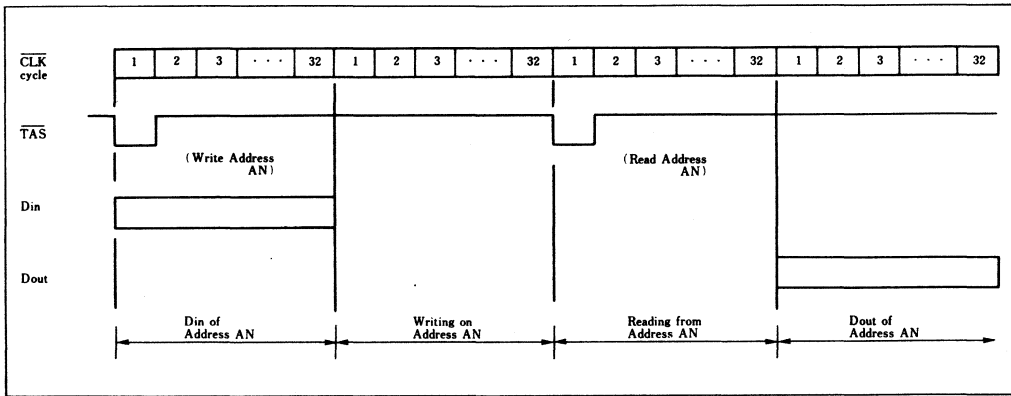 CLK
cycle
1 2 3 · · · 32 1 2 3 · · · 32 1 2 3 · · · 32 1 2 3 · · · 32
TAS
(Write Address
AN)
(Read Address
AN)
Din
Dout
Din of
Address AN
Writing on
Address AN
Reading from
Address AN
Dout of
Address AN